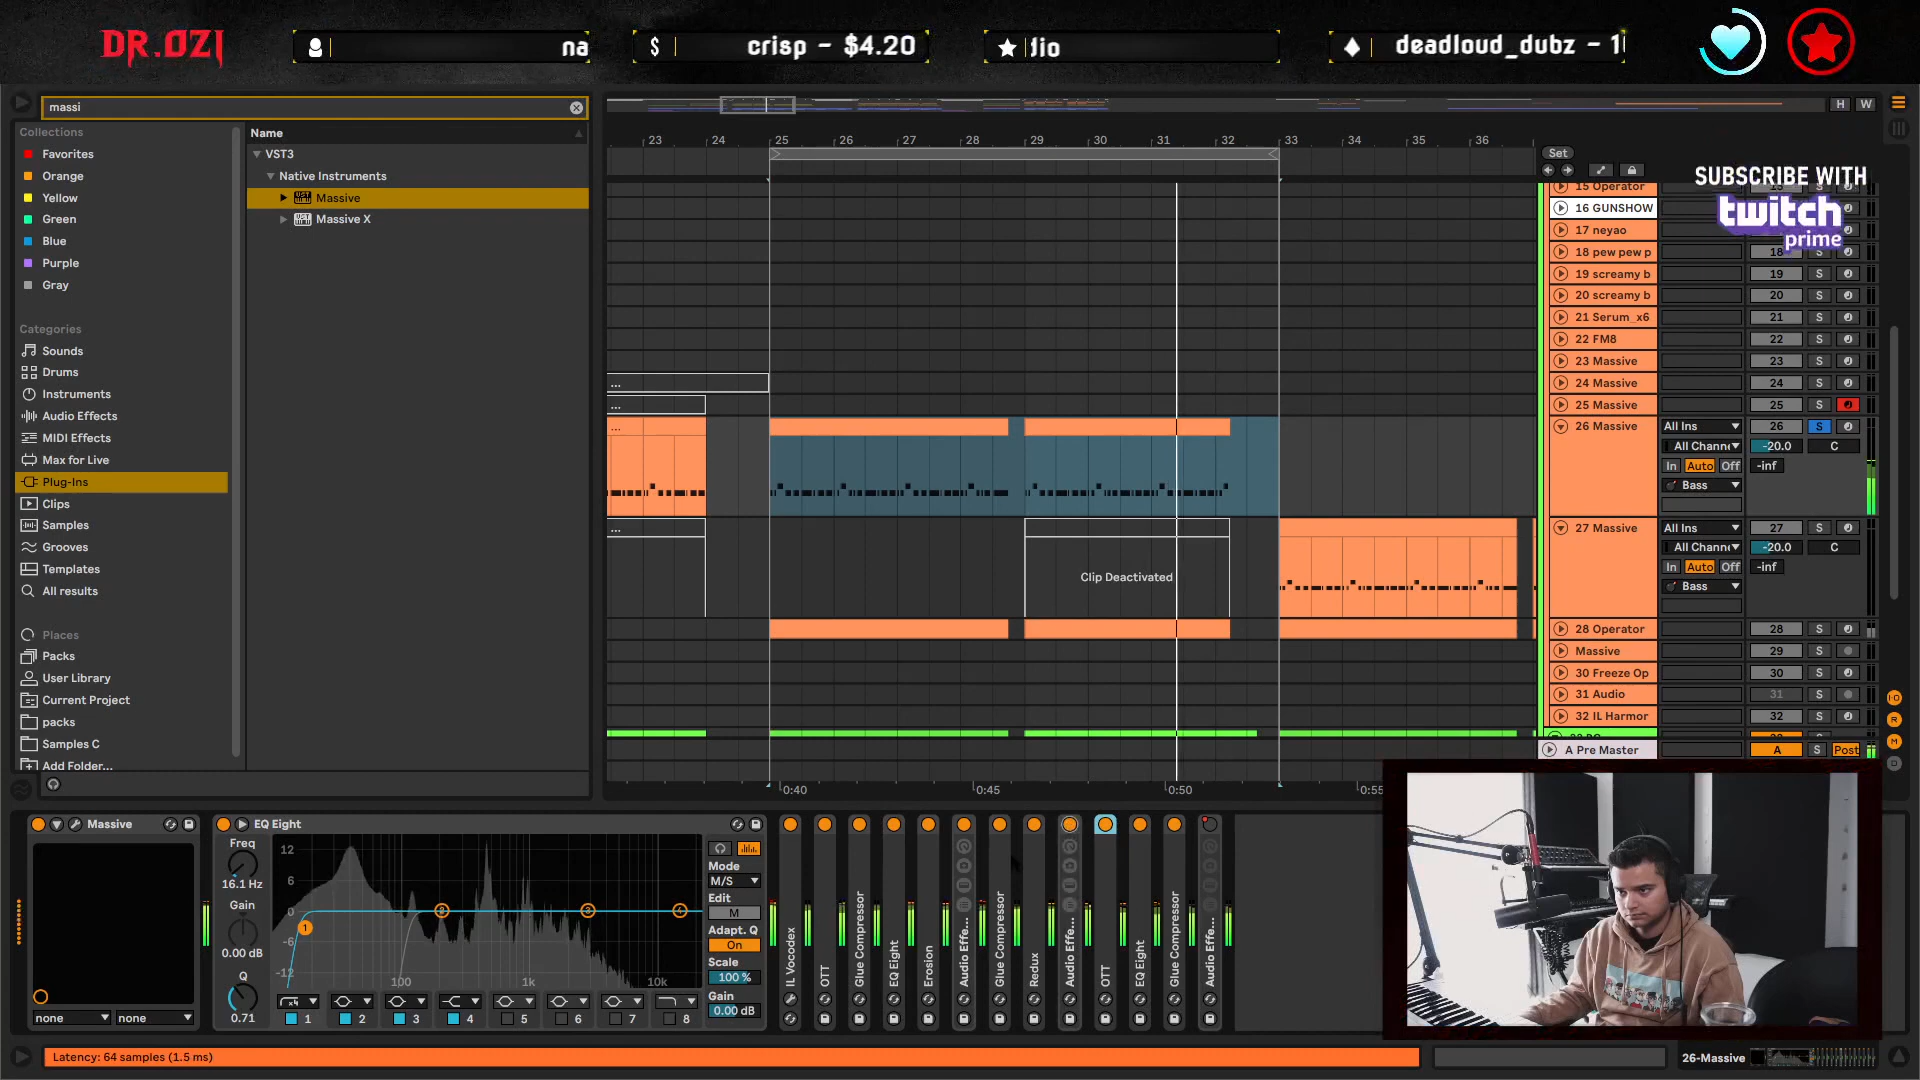 DR.OZI
na
$ crisp - $4.20
dio
deadloud_dubz - 1
massi
H W
Collections
Favorites
Orange
Yellow
Green
Blue
Purple
Gray
Categories
Sounds
Drums
Instruments
Audio Effects
MIDI Effects
Max for Live
Plug-Ins
Clips
Samples
Grooves
Templates
All results
Places
Packs
User Library
Current Project
packs
Samples C
Add Folder...
Name
VST3
Native Instruments
Massive
Massive X
23 24 25 26 27 28 29 30 31 32 33 34 35 36
Set
SUBSCRIBE WITH
twitch
prime
15 Operator
16 GUNSHOW
17 neyao
18 pew pew p 18 S
19 screamy b 19 S
20 screamy b 20 S
21 Serum_x6 21 S
22 FM8 22 S
23 Massive 23 S
24 Massive 24 S
25 Massive 25 S
26 Massive All Ins 26 S
All Chann -20.0 C
In Auto Off -inf
Bass
27 Massive All Ins 27 S
All Chann -20.0 C
In Auto Off -inf
Bass
28 Operator 28 S
Massive 29 S
30 Freeze Op 30 S
31 Audio 31 S
32 IL Harmor 32 S
A Pre Master A S Post
...
...
...
...
Clip Deactivated
0:40 0:45 0:50 0:55
I·O
R
M
D
Massive
none none
EQ Eight
Freq
16.1 Hz
Gain
0.00 dB
Q
0.71
12
6
0
-6
-12
100 1k 10k
1 2 3 4
1 2 3 4 5 6 7 8
Mode
M/S
Edit
M
Adapt. Q
On
Scale
100 %
Gain
0.00 dB
IL Vocodex
OTT
Glue Compressor
EQ Eight
Erosion
Audio Effe...
Glue Compressor
Redux
Audio Effe...
OTT
EQ Eight
Glue Compressor
Audio Effe...
Latency: 64 samples (1.5 ms)
26-Massive